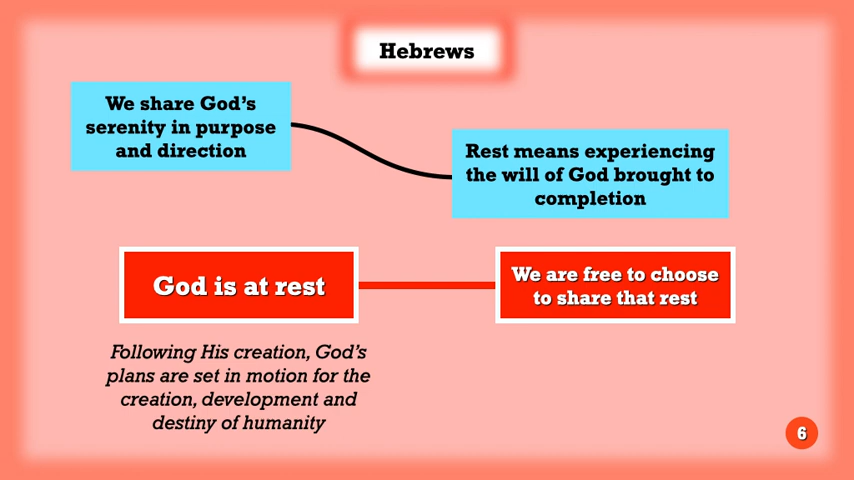 Hebrews
We share God's
serenity in purpose
and direction
Rest means experiencing
the will of God brought to
completion
God is at rest
We are free to choose
to share that rest
Following His creation, God's
plans are set in motion for the
creation, development and
destiny of humanity
6